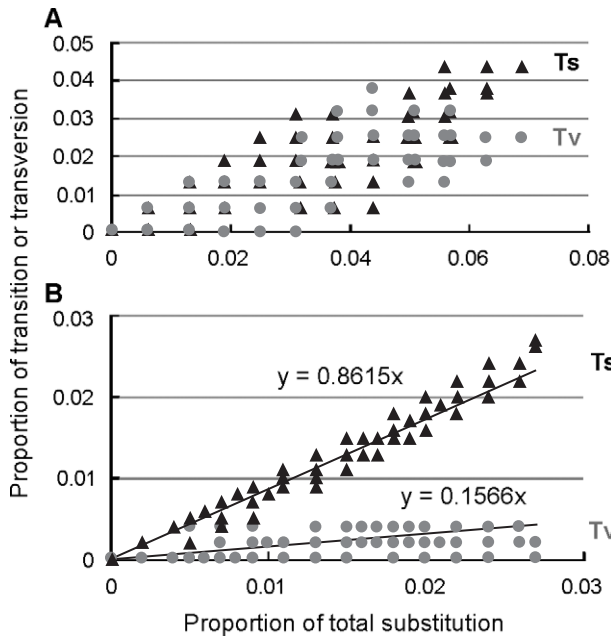 A
0.05
0.04
0.03
0.02
0.01
0
0 0.02 0.04 0.06 0.08
Ts
Tv
Proportion of transition or transversion
B
0.03
0.02
0.01
0
0 0.01 0.02 0.03
y = 0.8615x
y = 0.1566x
Ts
Tv
Proportion of total substitution